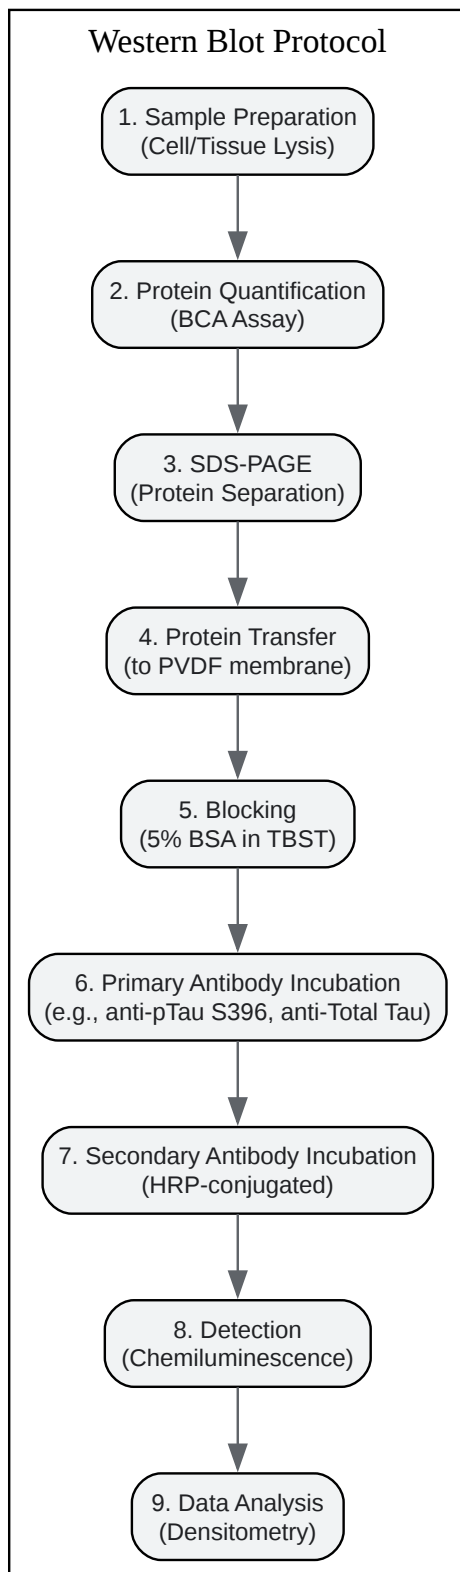 Western Blot Protocol
1. Sample Preparation
(Cell/Tissue Lysis)
2. Protein Quantification
(BCA Assay)
3. SDS-PAGE
(Protein Separation)
4. Protein Transfer
(to PVDF membrane)
5. Blocking
(5% BSA in TBST)
6. Primary Antibody Incubation
(e.g., anti-pTau S396, anti-Total Tau)
7. Secondary Antibody Incubation
(HRP-conjugated)
8. Detection
(Chemiluminescence)
9. Data Analysis
(Densitometry)